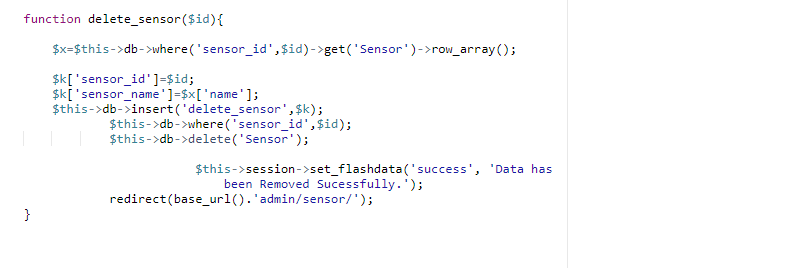 function delete_sensor($id){
$x=$this->db->where('sensor_id',$id)->get('Sensor')->row_array();
$k['sensor_id']=$id;
$k['sensor_name']=$x['name'];
$this->db->insert('delete_sensor',$k);
$this->db->where('sensor_id',$id);
$this->db->delete('Sensor');
$this->session->set_flashdata('success', 'Data has
been Removed Sucessfully.');
redirect(base_url().'admin/sensor/');
}